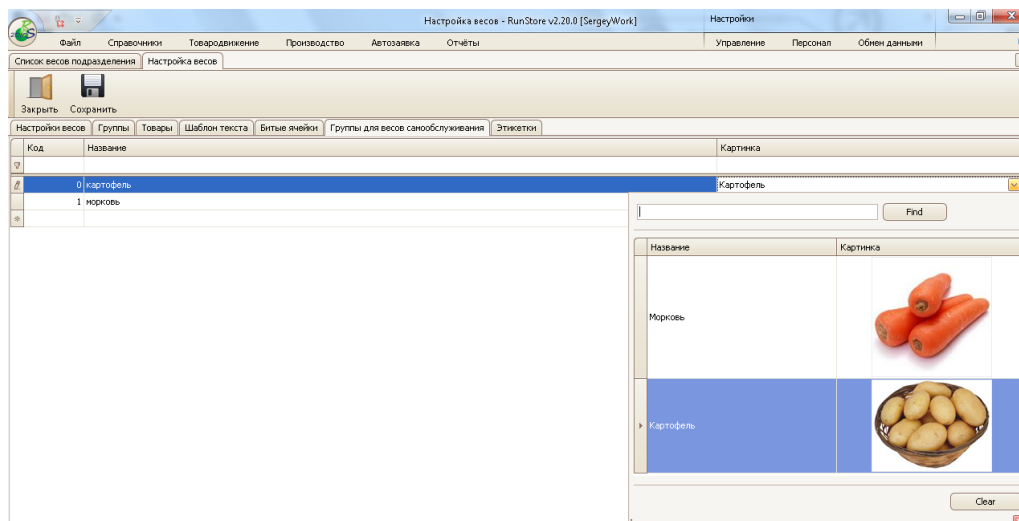 Настройка весов - RunStore v2.20.0 [SergeyWork] Настройки
Файл Справочники Товародвижение Производство Автозаявка Отчёты Управление Персонал Обмен данными
Список весов подразделения Настройка весов
Закрыть Сохранить
Настройки весов Группы Товары Шаблон текста Битые ячейки Группы для весов самообслуживания Этикетки
Код Название Картинка
0 картофель Картофель
1 морковь
Find
Название Картинка
Морковь
Картофель
Clear